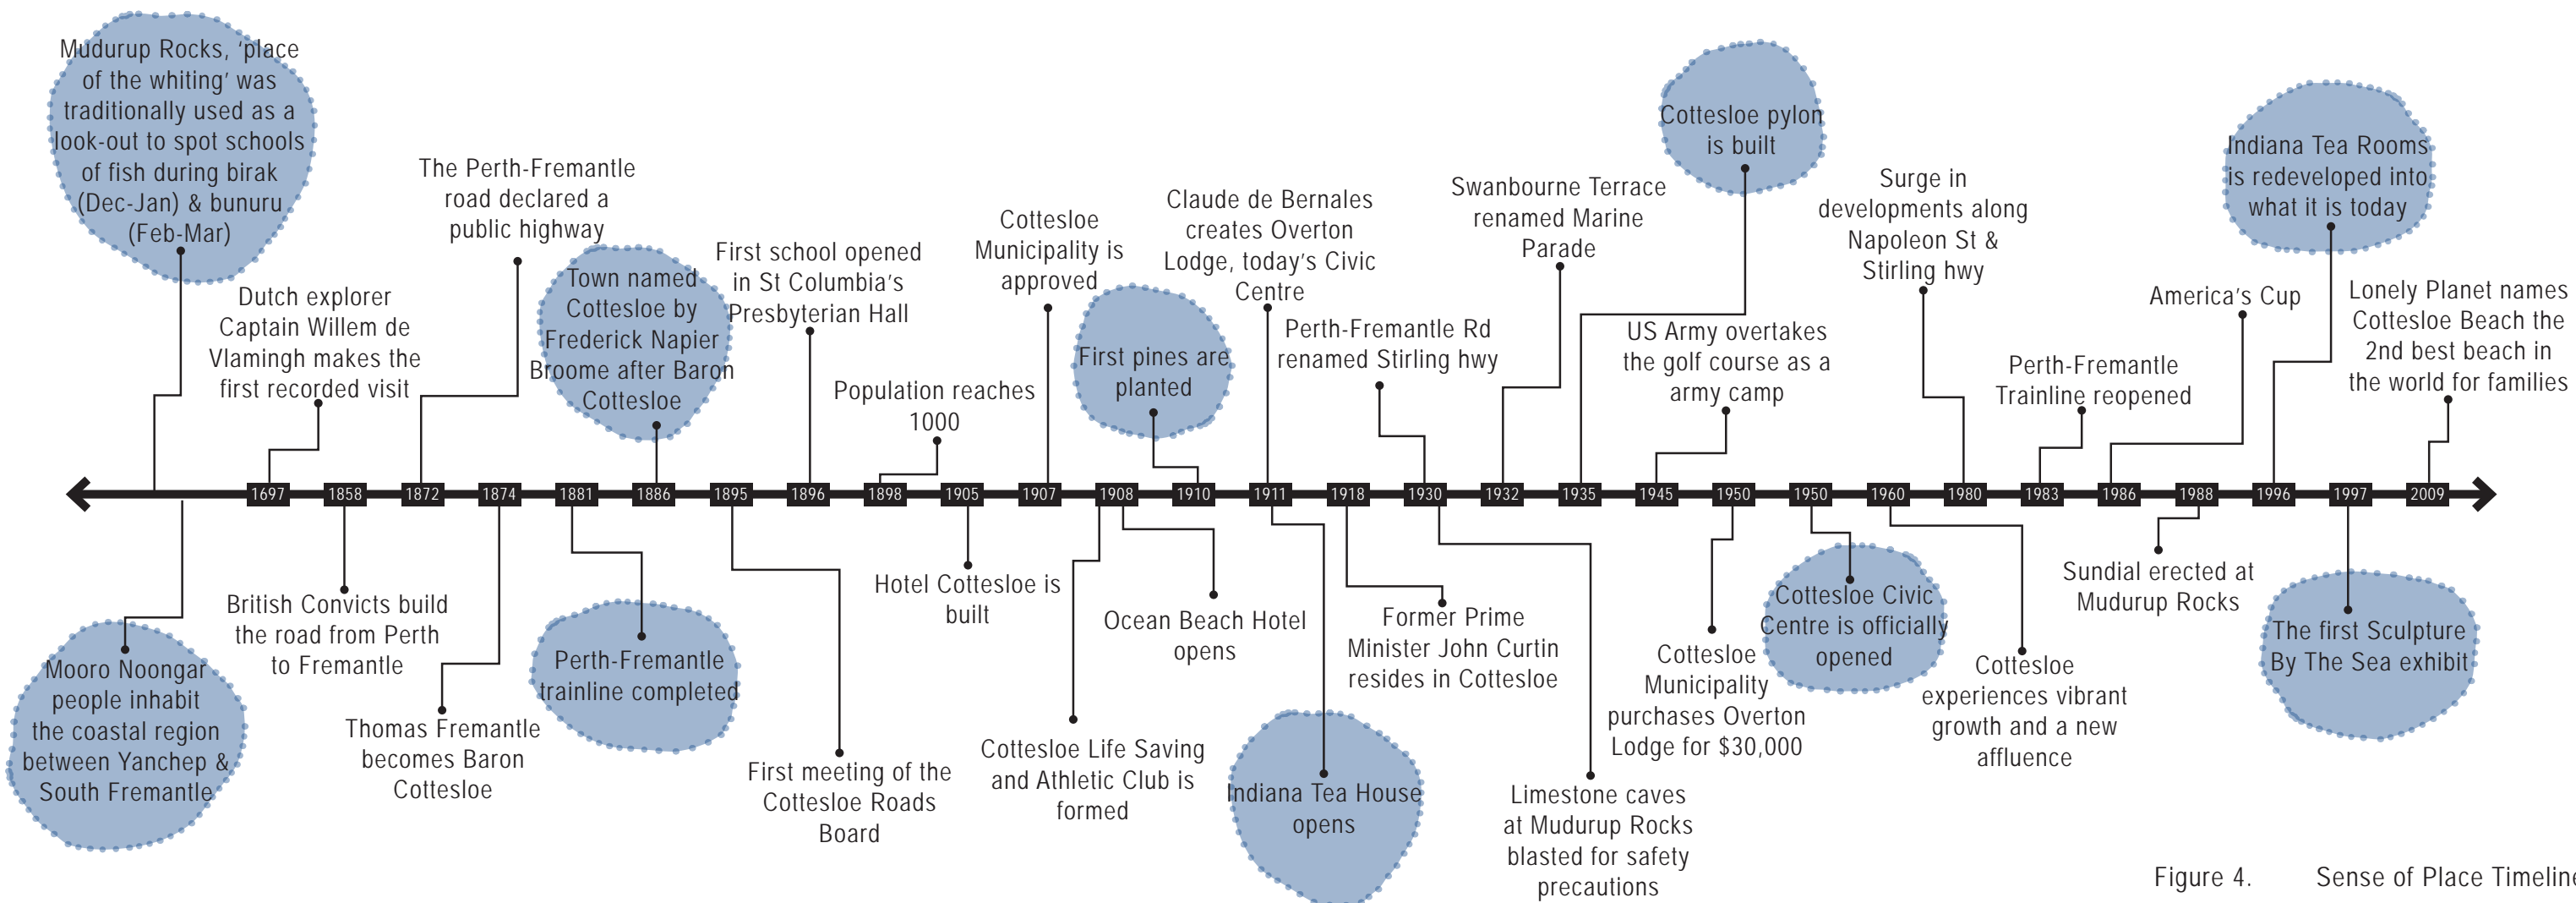 Mudurup Rocks, ‘place
of the whiting’ was
traditionally used as a
look-out to spot schools
of fish during birak
(Dec-Jan) & bunuru
(Feb-Mar)
Dutch explorer
Captain Willem de
Vlamingh makes the
first recorded visit
The Perth-Fremantle
road declared a
public highway
Town named
Cottesloe by
Frederick Napier
Broome after Baron
Cottesloe
First school opened
in St Columbia’s
Presbyterian Hall
Population reaches
1000
Cottesloe
Municipality is
approved
First pines are
planted
Claude de Bernales
creates Overton
Lodge, today’s Civic
Centre
Perth-Fremantle Rd
renamed Stirling hwy
Swanbourne Terrace
renamed Marine
Parade
Cottesloe pylon
is built
US Army overtakes
the golf course as a
army camp
Surge in
developments along
Napoleon St &
Stirling hwy
Perth-Fremantle
Trainline reopened
America’s Cup
Indiana Tea Rooms
is redeveloped into
what it is today
Lonely Planet names
Cottesloe Beach the
2nd best beach in
the world for families
1697 1858 1872 1874 1881 1886 1895 1896 1898 1905 1907 1908 1910 1911 1918 1930 1932 1935 1945 1950 1950 1960 1980 1983 1986 1988 1996 1997 2009
Mooro Noongar
people inhabit
the coastal region
between Yanchep &
South Fremantle
British Convicts build
the road from Perth
to Fremantle
Thomas Fremantle
becomes Baron
Cottesloe
Perth-Fremantle
trainline completed
First meeting of the
Cottesloe Roads
Board
Hotel Cottesloe is
built
Cottesloe Life Saving
and Athletic Club is
formed
Ocean Beach Hotel
opens
Indiana Tea House
opens
Former Prime
Minister John Curtin
resides in Cottesloe
Limestone caves
at Mudurup Rocks
blasted for safety
precautions
Cottesloe
Municipality
purchases Overton
Lodge for $30,000
Cottesloe Civic
Centre is officially
opened
Cottesloe
experiences vibrant
growth and a new
affluence
Sundial erected at
Mudurup Rocks
The first Sculpture
By The Sea exhibit
Figure 4. Sense of Place Timeline